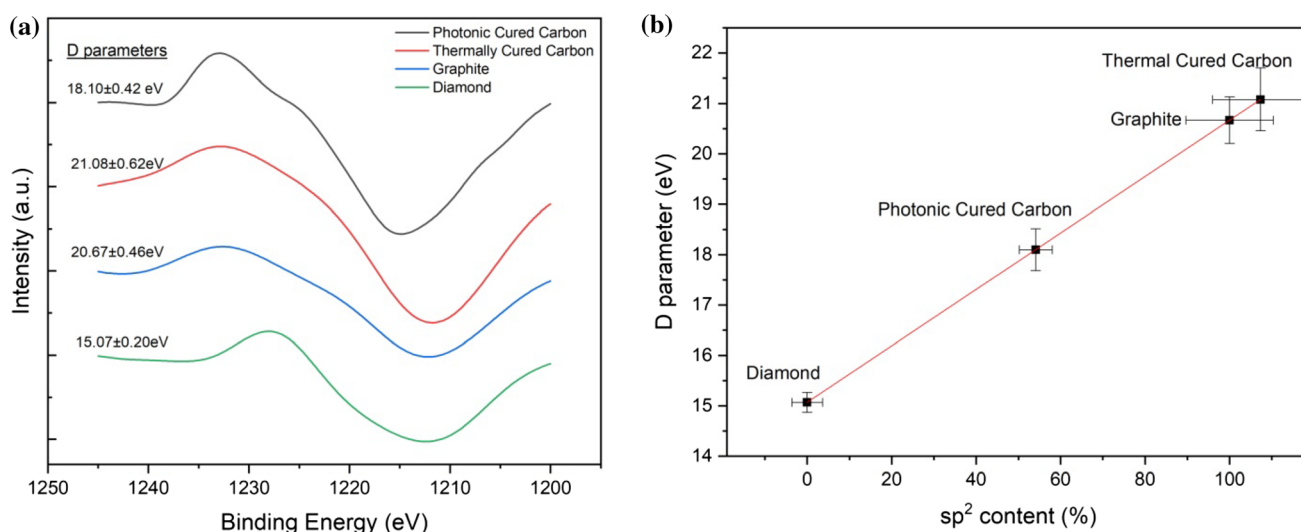 (a)
D parameters
18.10±0.42 eV
21.08±0.62eV
20.67±0.46eV
15.07±0.20eV
Photonic Cured Carbon
Thermally Cured Carbon
Graphite
Diamond
Intensity (a.u.)
1250 1240 1230 1220 1210 1200
Binding Energy (eV)
(b)
22
21
20
19
18
17
16
15
14
D parameter (eV)
Thermal Cured Carbon
Graphite
Photonic Cured Carbon
Diamond
0 20 40 60 80 100
sp² content (%)